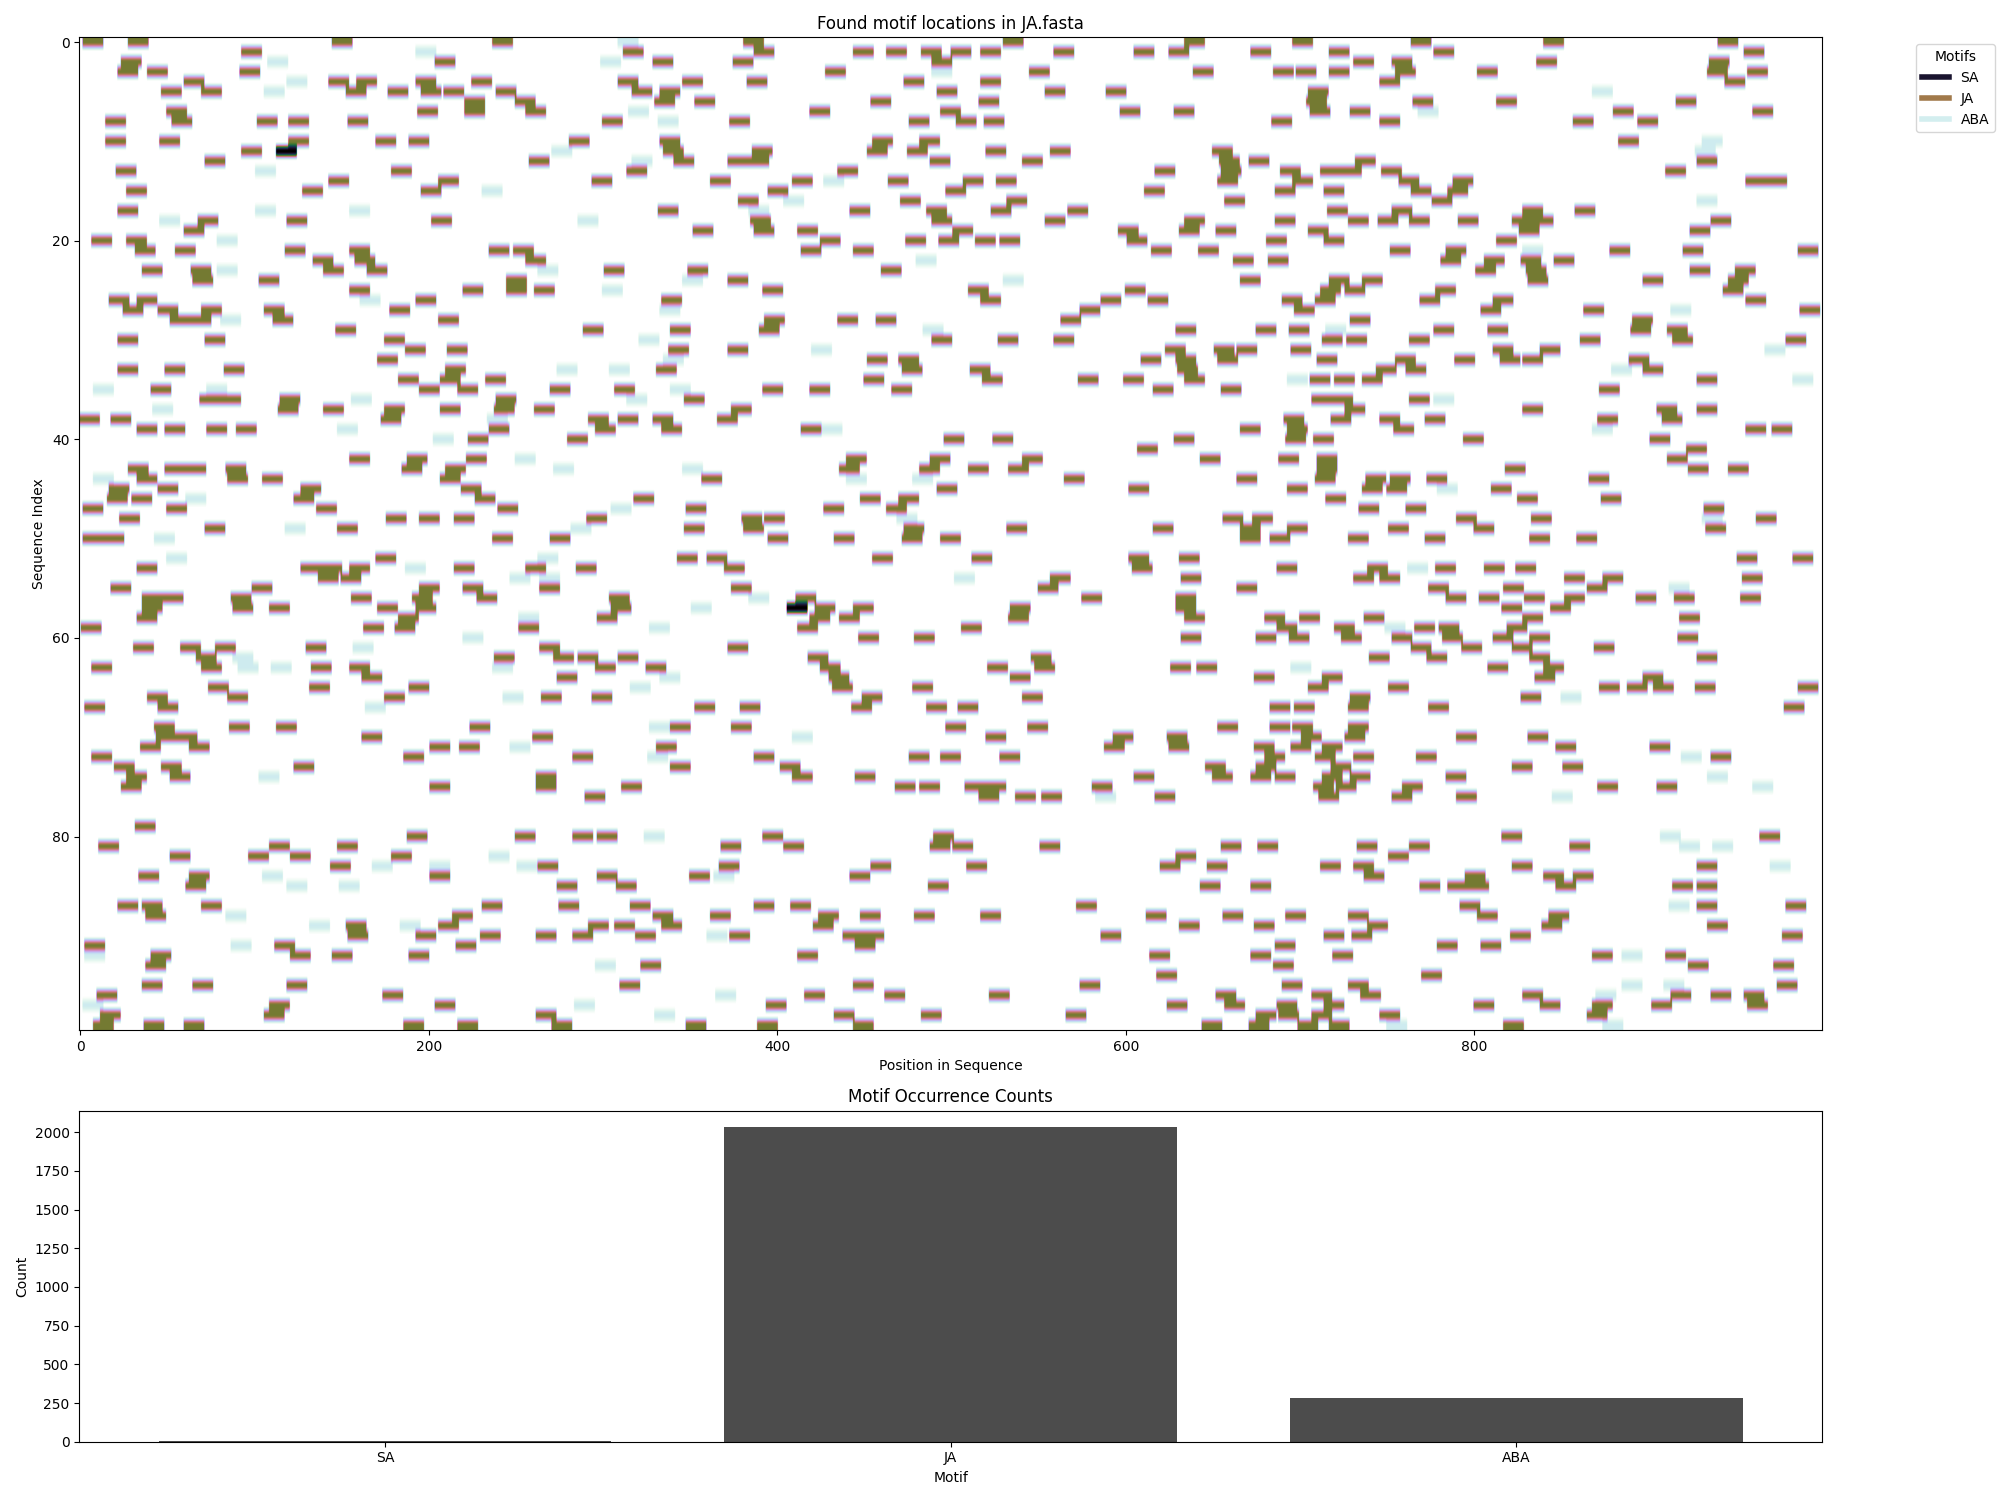 Found motif locations in JA.fasta
Motifs
SA
JA
ABA
0
20
40
60
80
Sequence Index
0
200
400
600
800
Position in Sequence
Motif Occurrence Counts
2000
1750
1500
1250
1000
750
500
250
0
Count
SA
JA
ABA
Motif